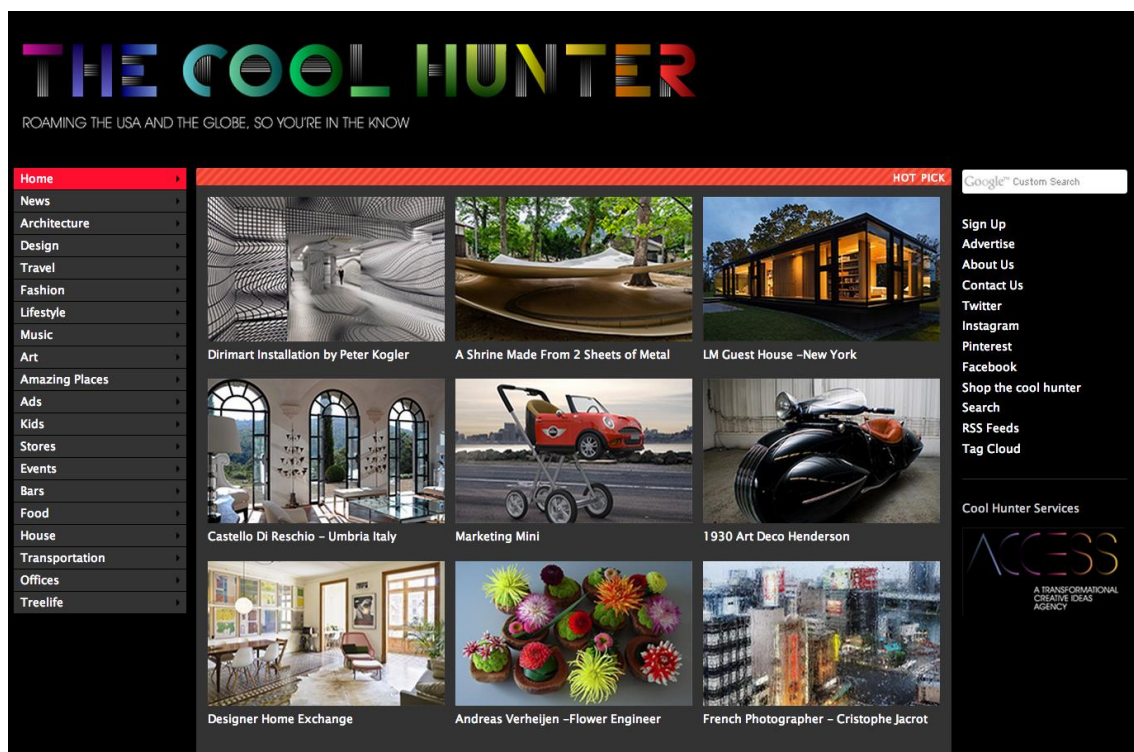 THE COOL HUNTER
ROAMING THE USA AND THE GLOBE, SO YOU'RE IN THE KNOW
Home
News
Architecture
Design
Travel
Fashion
Lifestyle
Music
Art
Amazing Places
Ads
Kids
Stores
Events
Bars
Food
House
Transportation
Offices
Treelife
HOT PICK
Dirimart Installation by Peter Kogler
A Shrine Made From 2 Sheets of Metal
LM Guest House -New York
Castello Di Reschio - Umbria Italy
Marketing Mini
1930 Art Deco Henderson
Designer Home Exchange
Andreas Verheijen -Flower Engineer
French Photographer - Cristophe Jacrot
Google™ Custom Search
Sign Up
Advertise
About Us
Contact Us
Twitter
Instagram
Pinterest
Facebook
Shop the cool hunter
Search
RSS Feeds
Tag Cloud
Cool Hunter Services
ACCESS
A TRANSFORMATIONAL
CREATIVE IDEAS
AGENCY